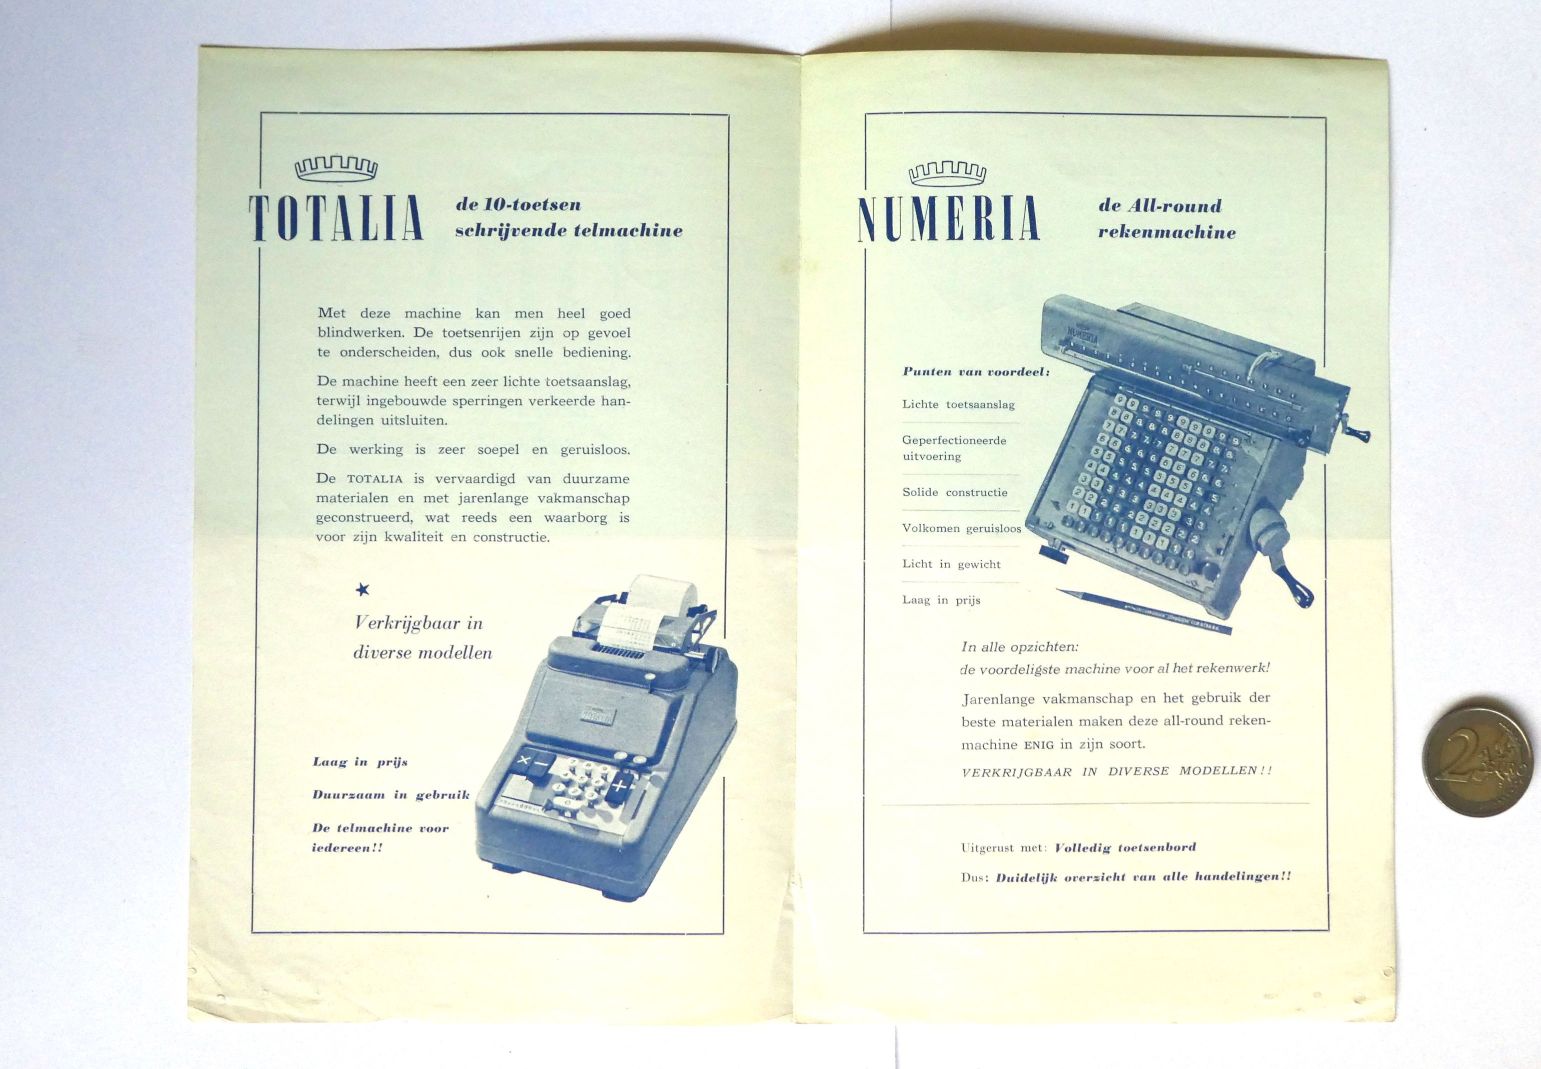 TOTALIA
de 10-toetsen
schrijvende telmachine
Met deze machine kan men heel goed
blindwerken. De toetsenrijen zijn op gevoel
te onderscheiden, dus ook snelle bediening.
De machine heeft een zeer lichte toetsaanslag,
terwijl ingebouwde sperringen verkeerde han-
delingen uitsluiten.
De werking is zeer soepel en geruisloos.
De TOTALIA is vervaardigd van duurzame
materialen en met jarenlange vakmanschap
geconstrueerd, wat reeds een waarborg is
voor zijn kwaliteit en constructie.
Verkrijgbaar in
diverse modellen
Laag in prijs
Duurzaam in gebruik
De telmachine voor
iedereen!!
NUMERIA
de All-round
rekenmachine
NUMERIA
Punten van voordeel:
Lichte toetsaanslag
Geperfectioneerde
uitvoering
Solide constructie
Volkomen geruisloos
Licht in gewicht
Laag in prijs
In alle opzichten:
de voordeligste machine voor al het rekenwerk!
Jarenlange vakmanschap en het gebruik der
beste materialen maken deze all-round reken-
machine ENIG in zijn soort.
VERKRIJGBAAR IN DIVERSE MODELLEN!!
Uitgerust met: Volledig toetsenbord
Dus: Duidelijk overzicht van alle handelingen!!
2